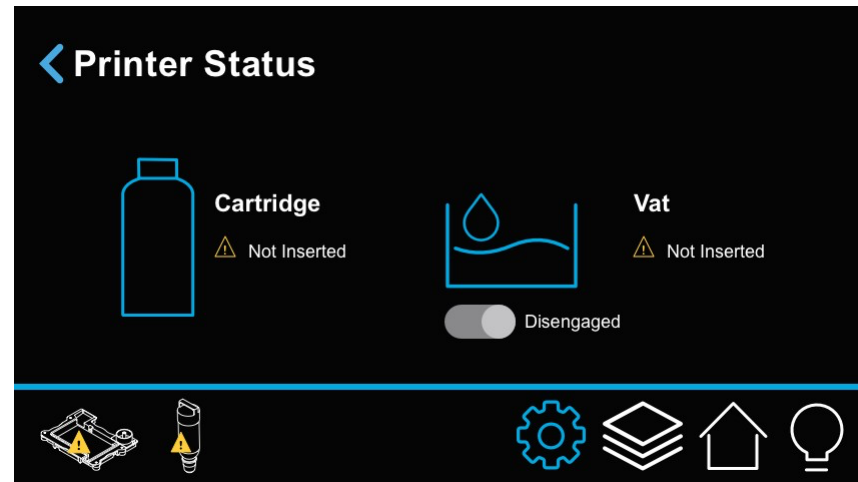 Printer Status
Cartridge
Not Inserted
Vat
Not Inserted
Disengaged